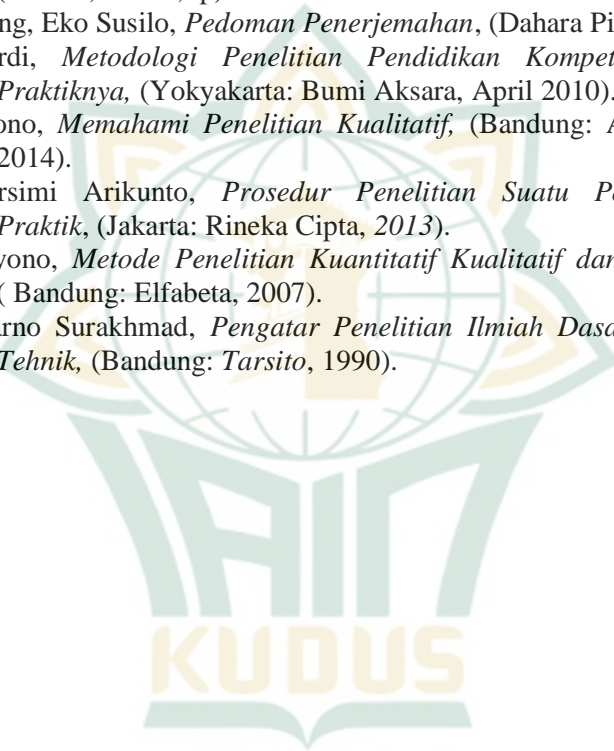 ng, Eko Susilo, Pedoman Penerjemahan, (Dahara Pi
rdi, Metodologi Penelitian Pendidikan Kompet
Praktiknya, (Yokyakarta: Bumi Aksara, April 2010).
ono, Memahami Penelitian Kualitatif, (Bandung: A
2014).
rsimi Arikunto, Prosedur Penelitian Suatu Pe
Praktik, (Jakarta: Rineka Cipta, 2013).
yono, Metode Penelitian Kuantitatif Kualitatif dan
( Bandung: Elfabeta, 2007).
arno Surakhmad, Pengatar Penelitian Ilmiah Dasa
Tehnik, (Bandung: Tarsito, 1990).
IAIN
KUDUS